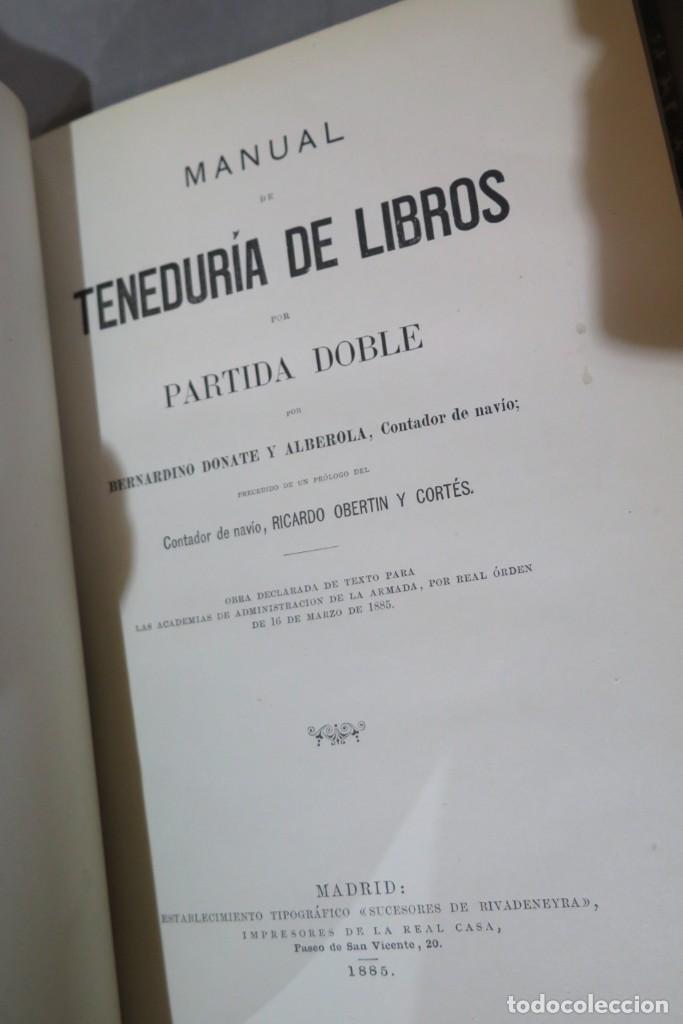 MANUAL
DE
TENEDURÍA DE LIBROS
POR
PARTIDA DOBLE
POR
BERNARDINO DONATE Y ALBEROLA, Contador de navío;
PRECEDIDO DE UN PRÓLOGO DEL
Contador de navío, RICARDO OBERTIN Y CORTÉS.
OBRA DECLARADA DE TEXTO PARA
LAS ACADEMIAS DE ADMINISTRACION DE LA ARMADA, POR REAL ÓRDEN
DE 16 DE MARZO DE 1885.
MADRID:
ESTABLECIMIENTO TIPOGRÁFICO «SUCESORES DE RIVADENEYRA»,
IMPRESORES DE LA REAL CASA,
Paseo de San Vicente, 20.
1885.
todocoleccion